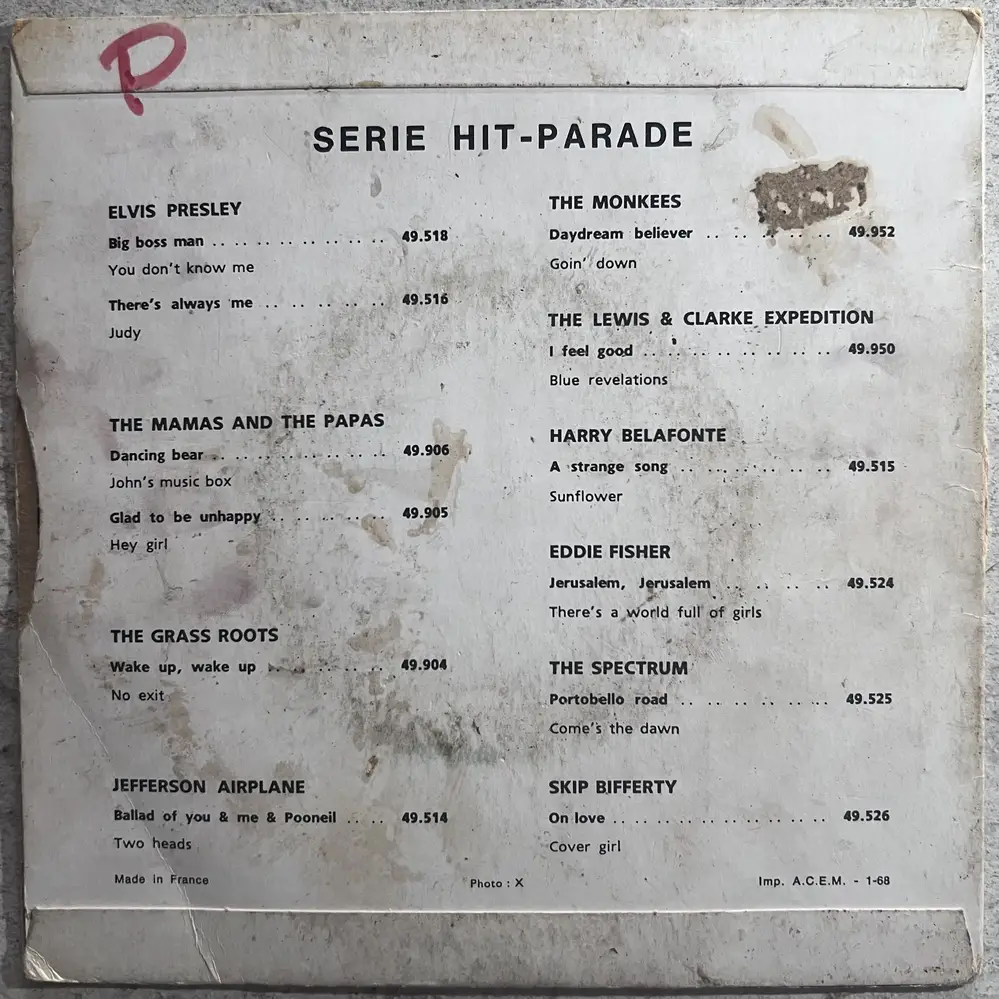 P
SERIE HIT-PARADE
ELVIS PRESLEY
Big boss man .. .. .. .. .. .. .. .. .. 49.518
You don't know me
There's always me .. .. .. .. .. .. 49.516
Judy
THE MAMAS AND THE PAPAS
Dancing bear .. .. .. .. .. .. .. .. .. 49.906
John's music box
Glad to be unhappy .. .. .. .. .. .. 49.905
Hey girl
THE GRASS ROOTS
Wake up, wake up .. .. .. .. .. .. 49.904
No exit
JEFFERSON AIRPLANE
Ballad of you & me & Pooneil .. .. 49.514
Two heads
THE MONKEES
Daydream believer .. .. .. .. .. .. 49.952
Goin' down
THE LEWIS & CLARKE EXPEDITION
I feel good .. .. .. .. .. .. .. .. .. 49.950
Blue revelations
HARRY BELAFONTE
A strange song .. .. .. .. .. .. .. 49.515
Sunflower
EDDIE FISHER
Jerusalem, Jerusalem .. .. .. .. .. 49.524
There's a world full of girls
THE SPECTRUM
Portobello road .. .. .. .. .. .. .. 49.525
Come's the dawn
SKIP BIFFERTY
On love .. .. .. .. .. .. .. .. .. .. 49.526
Cover girl
Made in France
Photo : X
Imp. A.C.E.M. - 1-68